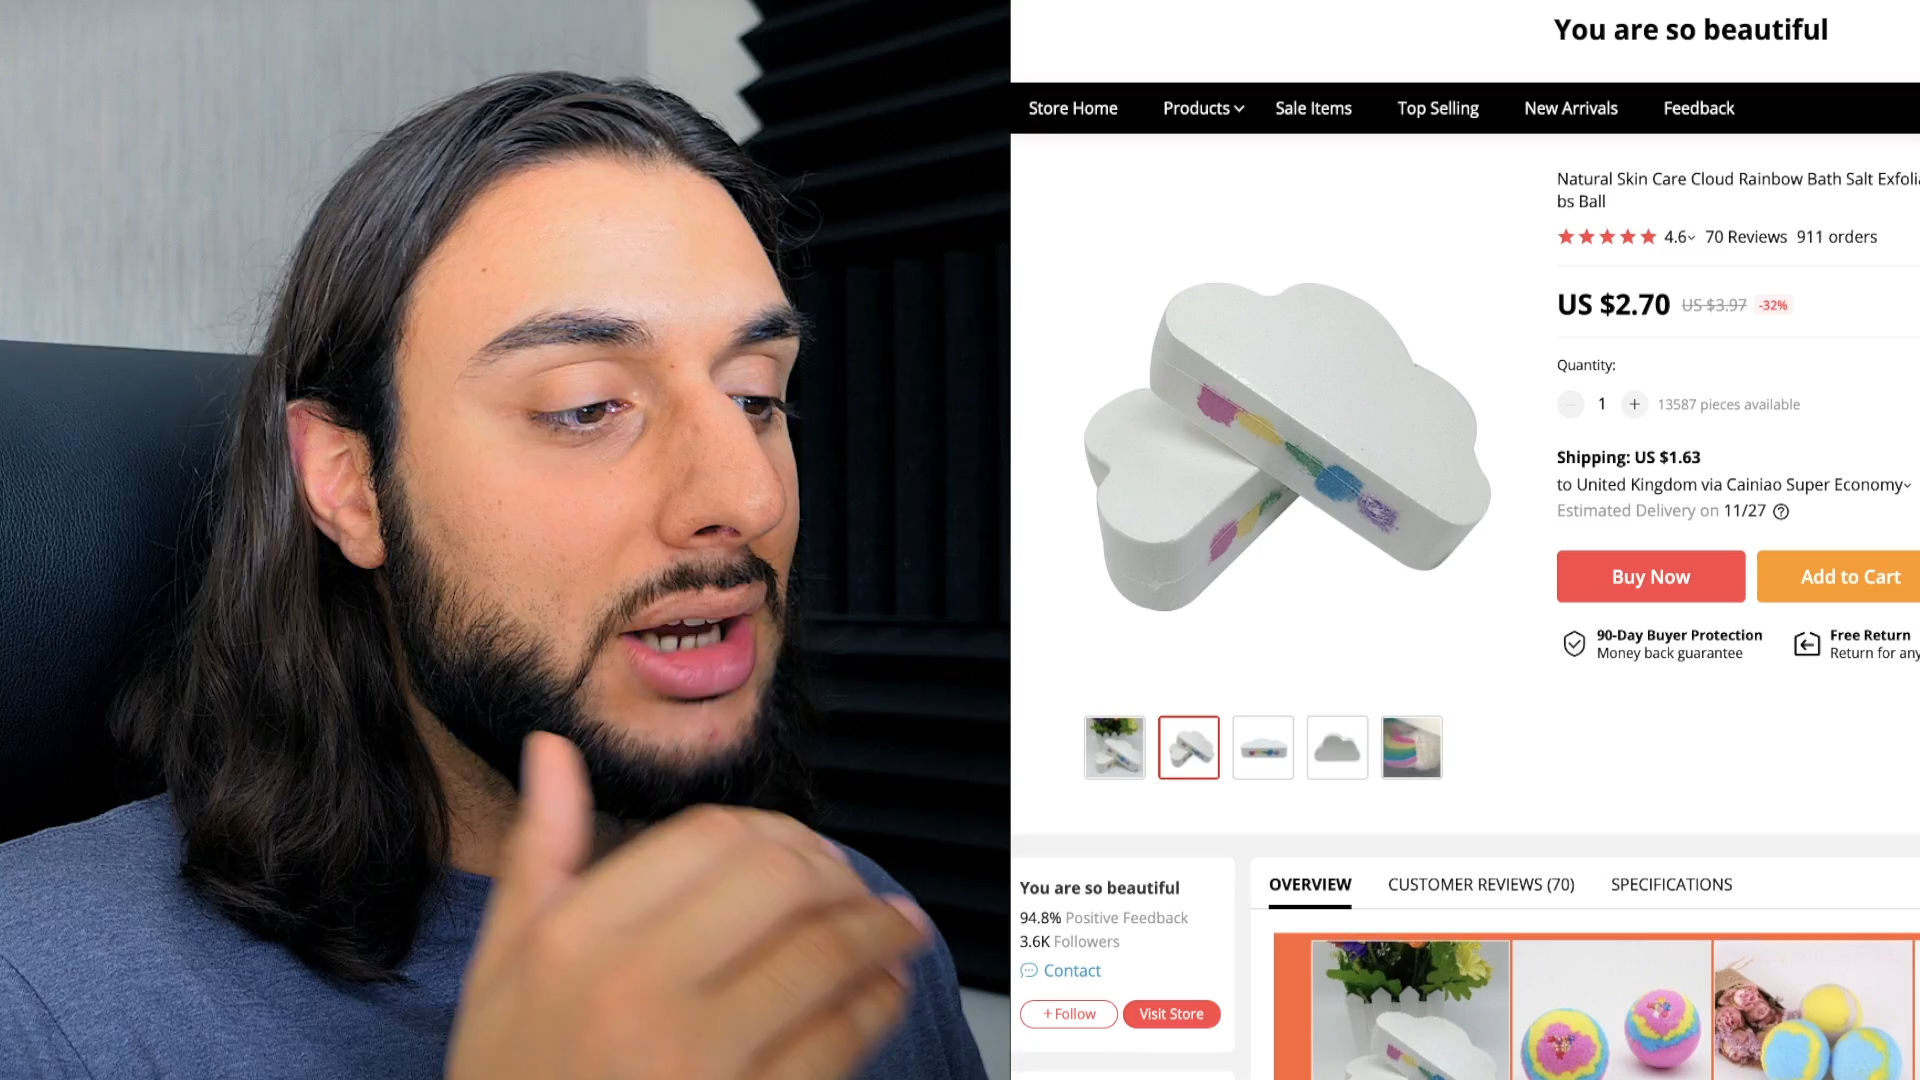 You are so beautiful
Store Home Products Sale Items Top Selling New Arrivals Feedback
Natural Skin Care Cloud Rainbow Bath Salt
bs Ball
4.6 70 Reviews 911 orders
US $2.70 US $3.97 -32%
Quantity:
1 + 13587 pieces available
Shipping: US $1.63
to United Kingdom via Cainiao Super Economy
Estimated Delivery on 11/27
Buy Now Add to Cart
90-Day Buyer Protection
Money back guarantee
Free Return
Return for any
You are so beautiful
94.8% Positive Feedback
3.6K Followers
Contact
+ Follow Visit Store
OVERVIEW CUSTOMER REVIEWS (70) SPECIFICATIONS